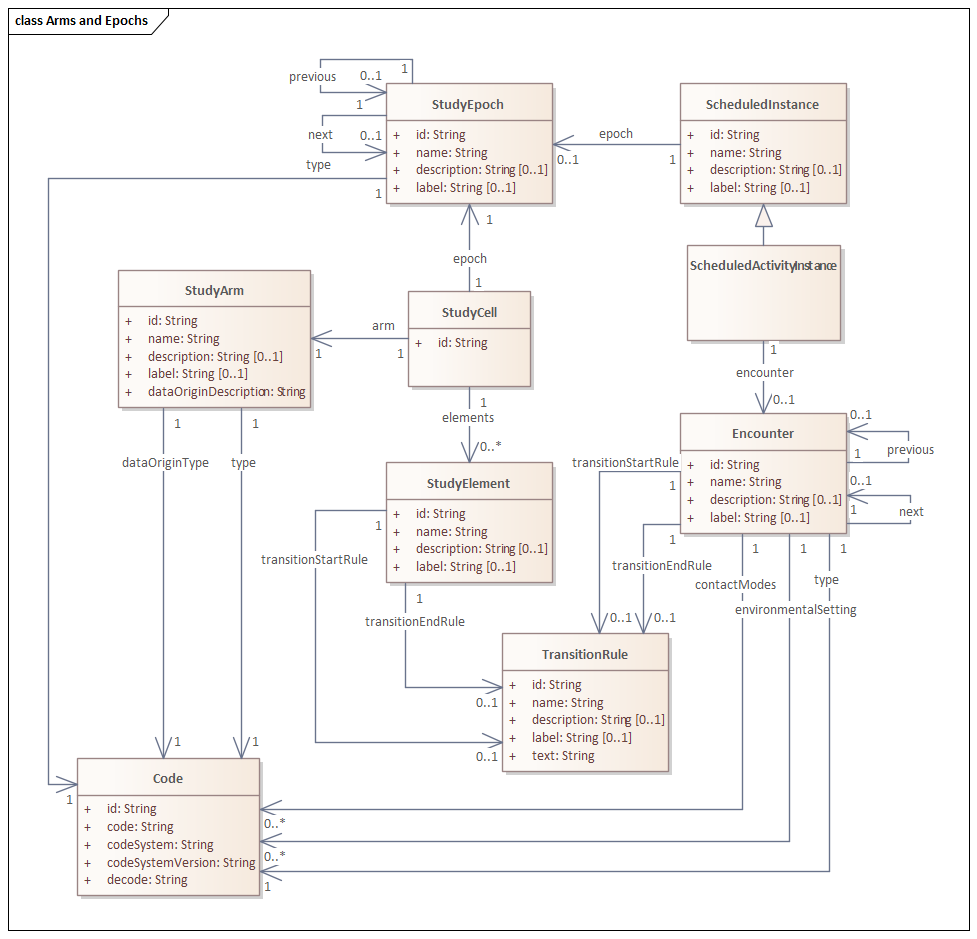 class Arms and Epochs
previous
0..1
1
1
next
0..1
type
1
StudyEpoch
+ id: String
+ name: String
+ description: String [0..1]
+ label: String [0..1]
epoch
0..1
1
ScheduledInstance
+ id: String
+ name: String
+ description: String [0..1]
+ label: String [0..1]
1
epoch
1
ScheduledActivityInstance
1
encounter
0..1
StudyArm
+ id: String
+ name: String
+ description: String [0..1]
+ label: String [0..1]
+ dataOriginDescription: String
arm
1
1
StudyCell
+ id: String
1
elements
0..*
1
1
dataOriginType
type
1
1
StudyElement
+ id: String
+ name: String
+ description: String [0..1]
+ label: String [0..1]
1
transitionStartRule
1
transitionEndRule
0..1
0..1
Encounter
+ id: String
+ name: String
+ description: String [0..1]
+ label: String [0..1]
0..1
previous
1
0..1
next
1
transitionStartRule
1
1
transitionEndRule
0..1
0..1
1
1
1
contactModes
type
environmentalSetting
TransitionRule
+ id: String
+ name: String
+ description: String [0..1]
+ label: String [0..1]
+ text: String
1
Code
+ id: String
+ code: String
+ codeSystem: String
+ codeSystemVersion: String
+ decode: String
0..*
0..*
1